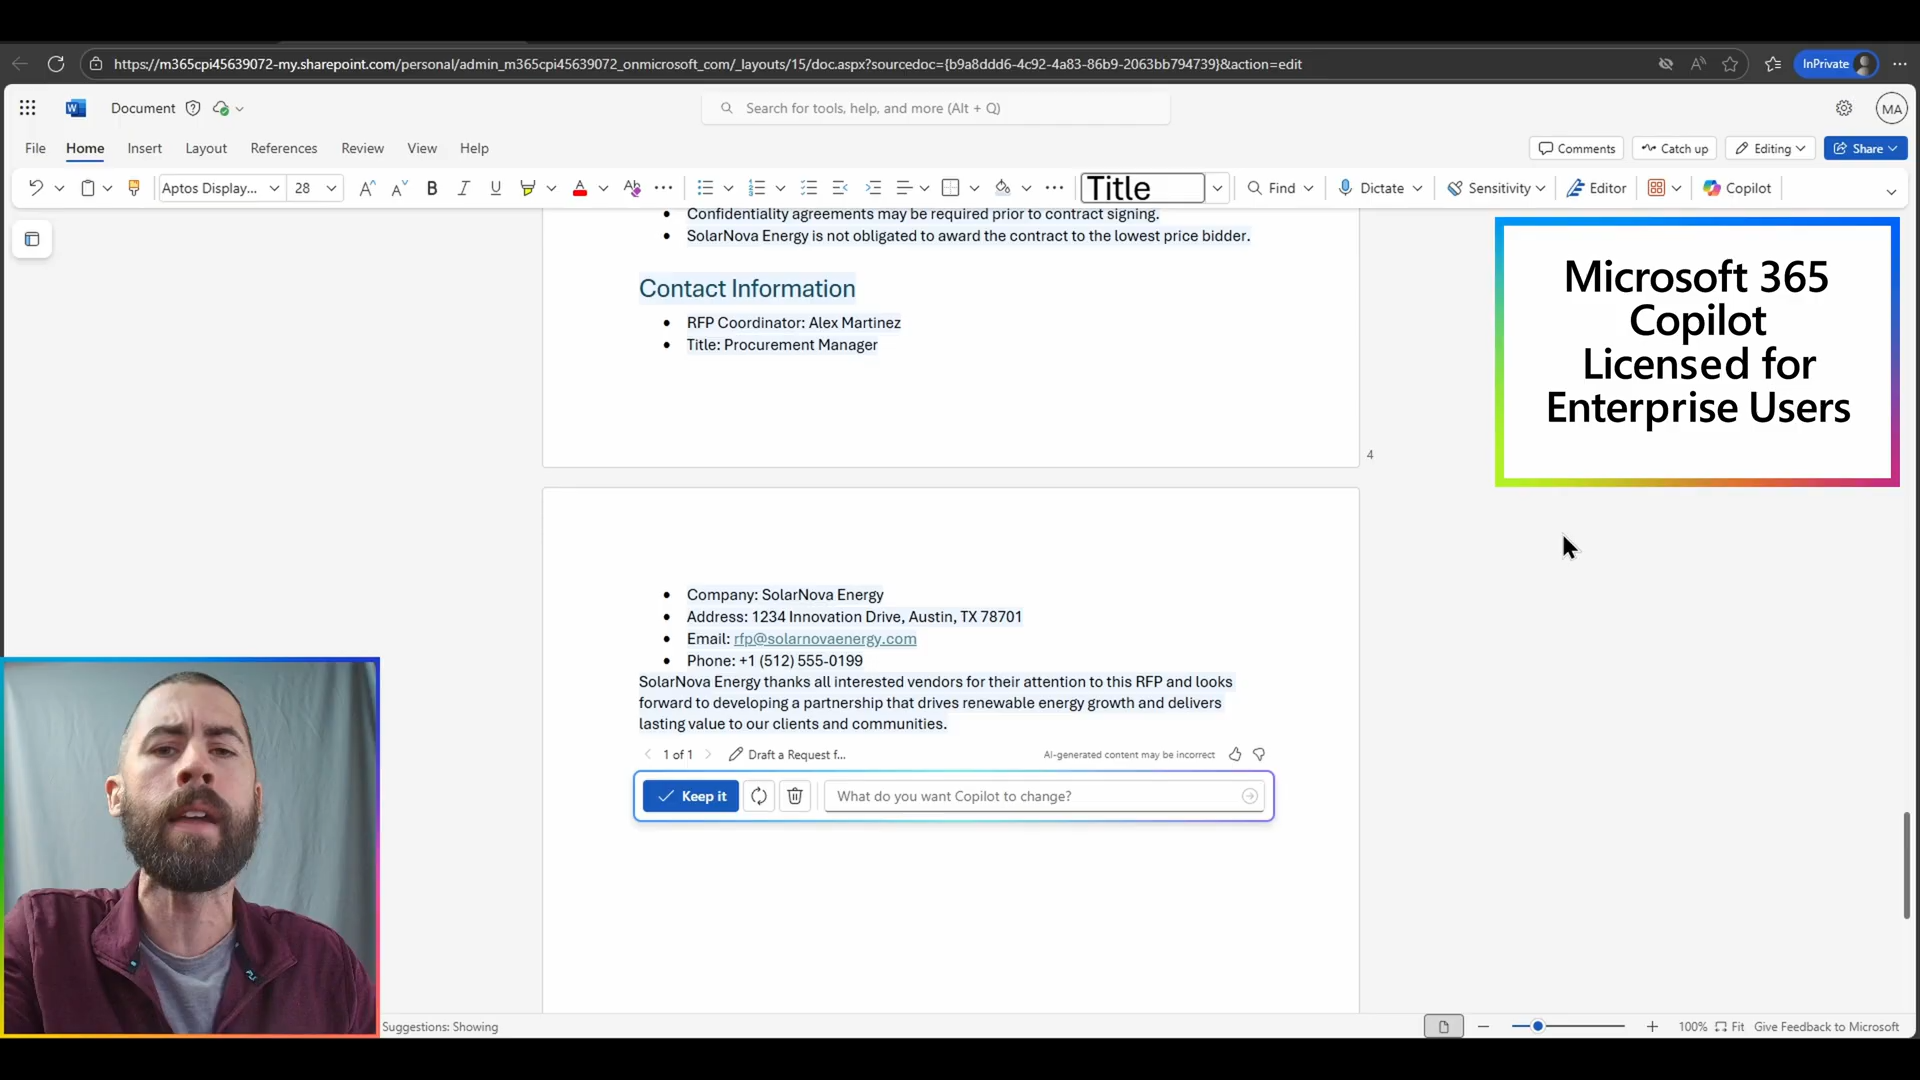 https://m365cpi45639072-my.sharepoint.com/personal/admin_m365cpi45639072_onmicrosoft_com/_layouts/15/doc.aspx?sourcedoc={b9a8ddd6-4c92-4a83-86b9-2063bb794739}&action=edit
InPrivate
Document
Search for tools, help, and more (Alt + Q)
MA
File Home Insert Layout References Review View Help
Comments Catch up Editing Share
Aptos Display... 28 Title Find Dictate Sensitivity Editor Copilot
Confidentiality agreements may be required prior to contract signing.
SolarNova Energy is not obligated to award the contract to the lowest price bidder.
Contact Information
RFP Coordinator: Alex Martinez
Title: Procurement Manager
4
Microsoft 365
Copilot
Licensed for
Enterprise Users
Company: SolarNova Energy
Address: 1234 Innovation Drive, Austin, TX 78701
Email: rfp@solarnovaenergy.com
Phone: +1 (512) 555-0199
SolarNova Energy thanks all interested vendors for their attention to this RFP and looks
forward to developing a partnership that drives renewable energy growth and delivers
lasting value to our clients and communities.
1 of 1 Draft a Request f... AI-generated content may be incorrect
Keep it What do you want Copilot to change?
Suggestions: Showing
100% Fit Give Feedback to Microsoft